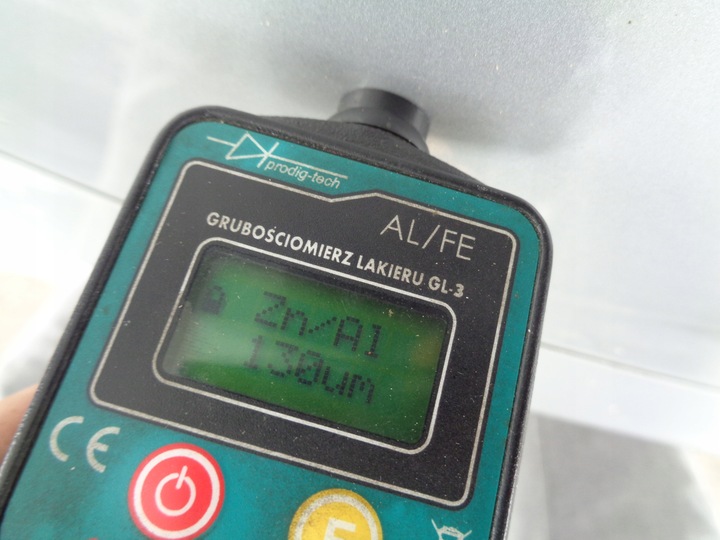 prodig-tech
AL/FE
GRUBOŚCIOMIERZ LAKIERU GL-3
Zn/Al
130um
CE
F